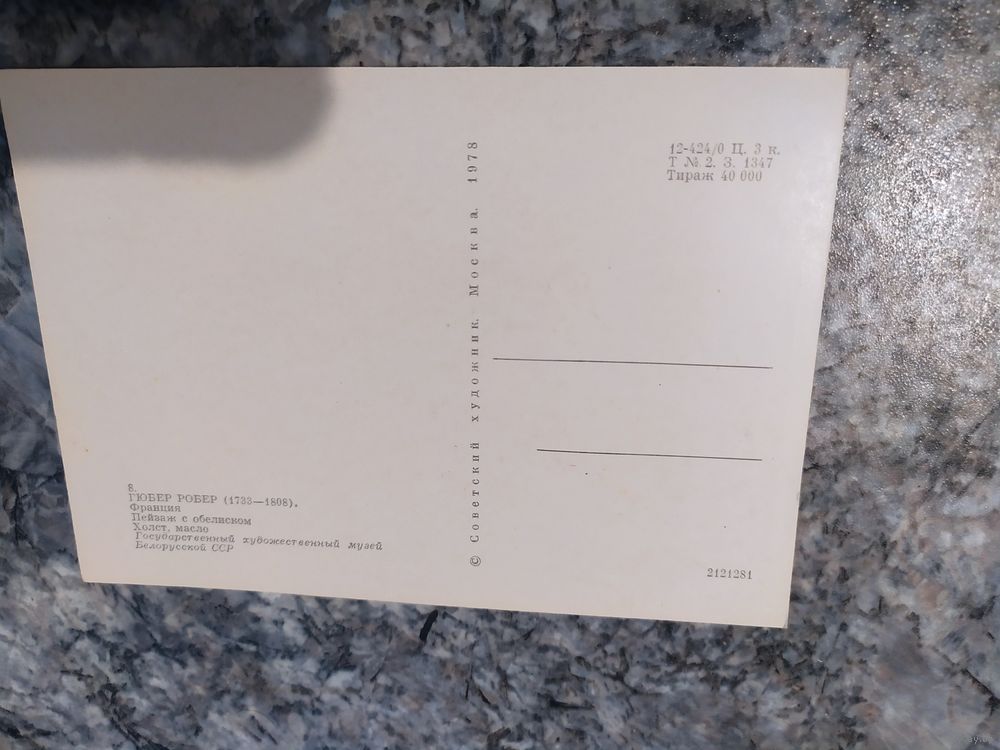 8.
ГЮБЕР РОБЕР (1733—1808).
Франция
Пейзаж с обелиском
Холст, масло
Государственный художественный музей
Белорусской ССР
© Советский художник. Москва. 1978
12-424/0 Ц. 3 к.
Т № 2. З. 1347
Тираж 40 000
2121281